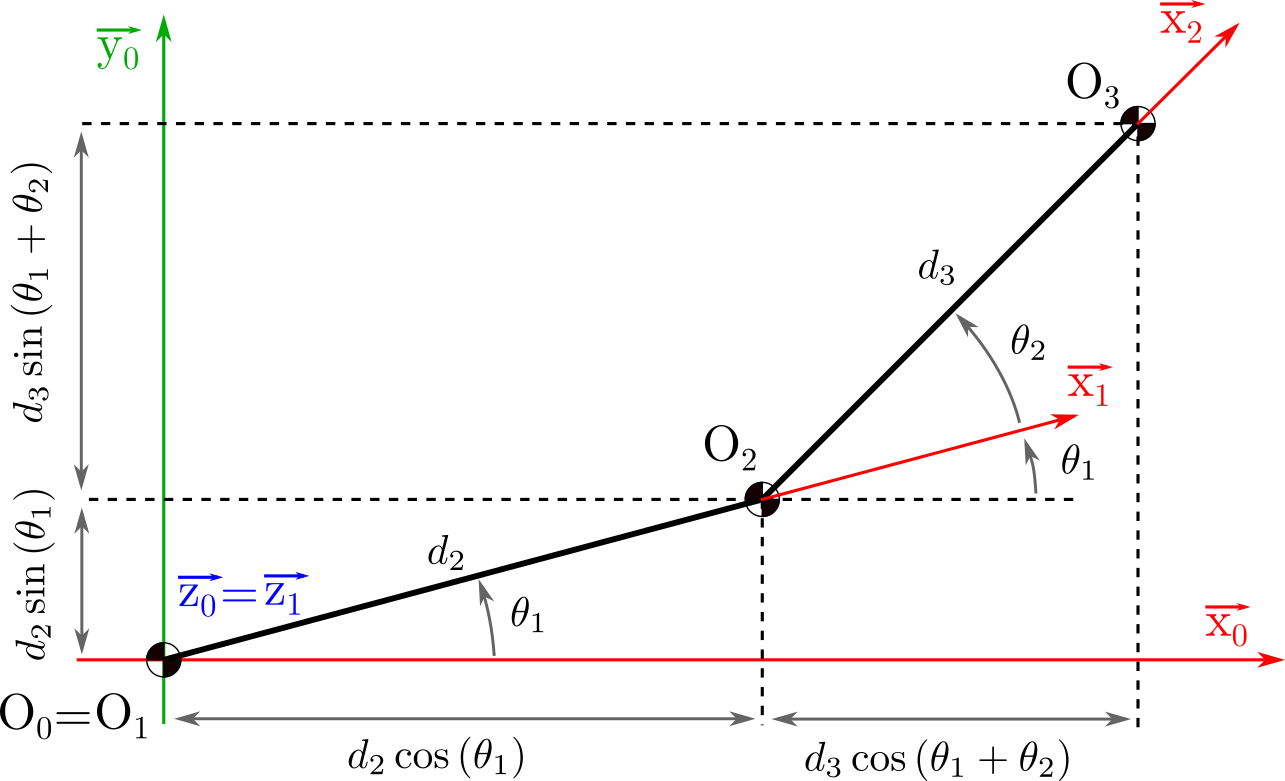 y₀
x₂
O₃
d₃ sin (θ₁ + θ₂)
d₃
θ₂
x₁
O₂
θ₁
d₂ sin (θ₁)
d₂
z₀=z₁
θ₁
x₀
O₀=O₁
d₂ cos (θ₁)
d₃ cos (θ₁ + θ₂)